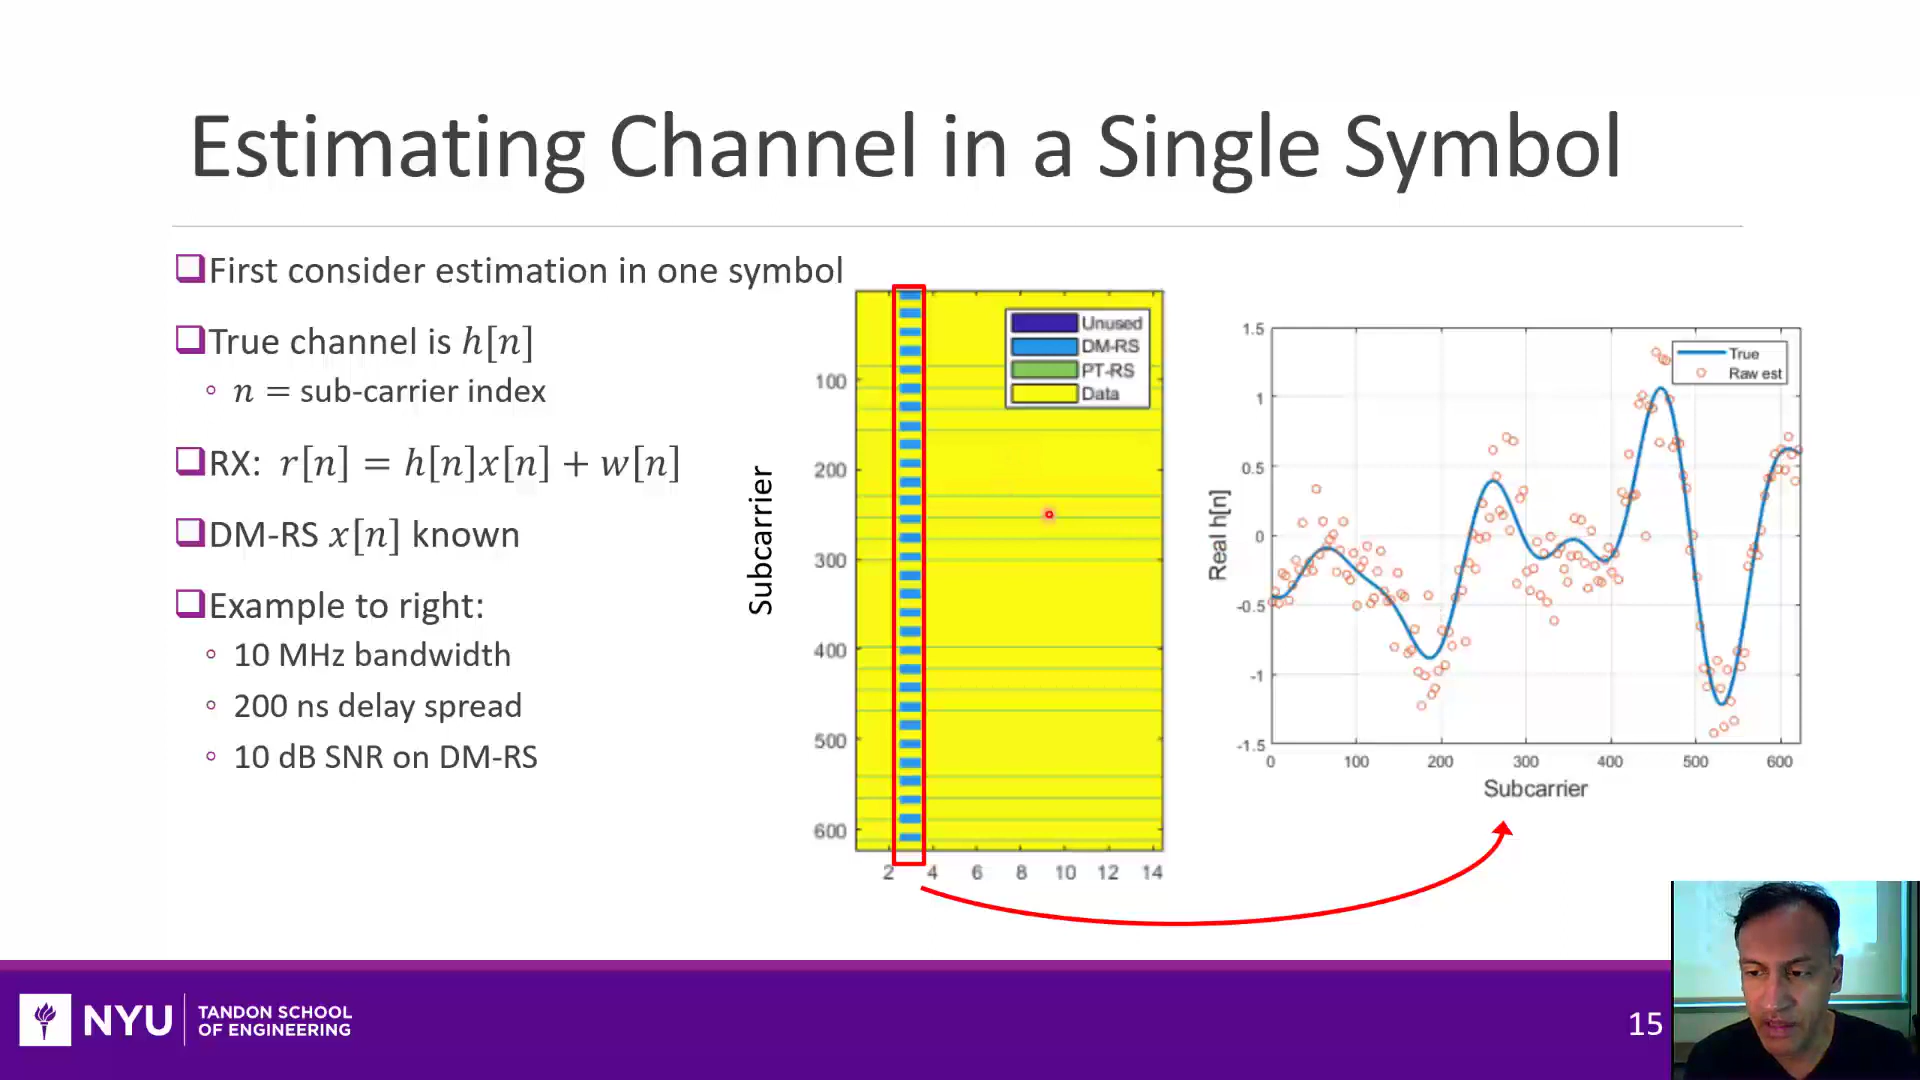 Estimating Channel in a Single Symbol
First consider estimation in one symbol
True channel is h[n]
n = sub-carrier index
RX: r[n] = h[n]x[n] + w[n]
DM-RS x[n] known
Example to right:
10 MHz bandwidth
200 ns delay spread
10 dB SNR on DM-RS
Subcarrier
100
200
300
400
500
600
2 4 6 8 10 12 14
Unused
DM-RS
PT-RS
Data
Real h[n]
1.5
1
0.5
0
-0.5
-1
-1.5
0 100 200 300 400 500 600
Subcarrier
True
Raw est
NYU
TANDON SCHOOL
OF ENGINEERING
15